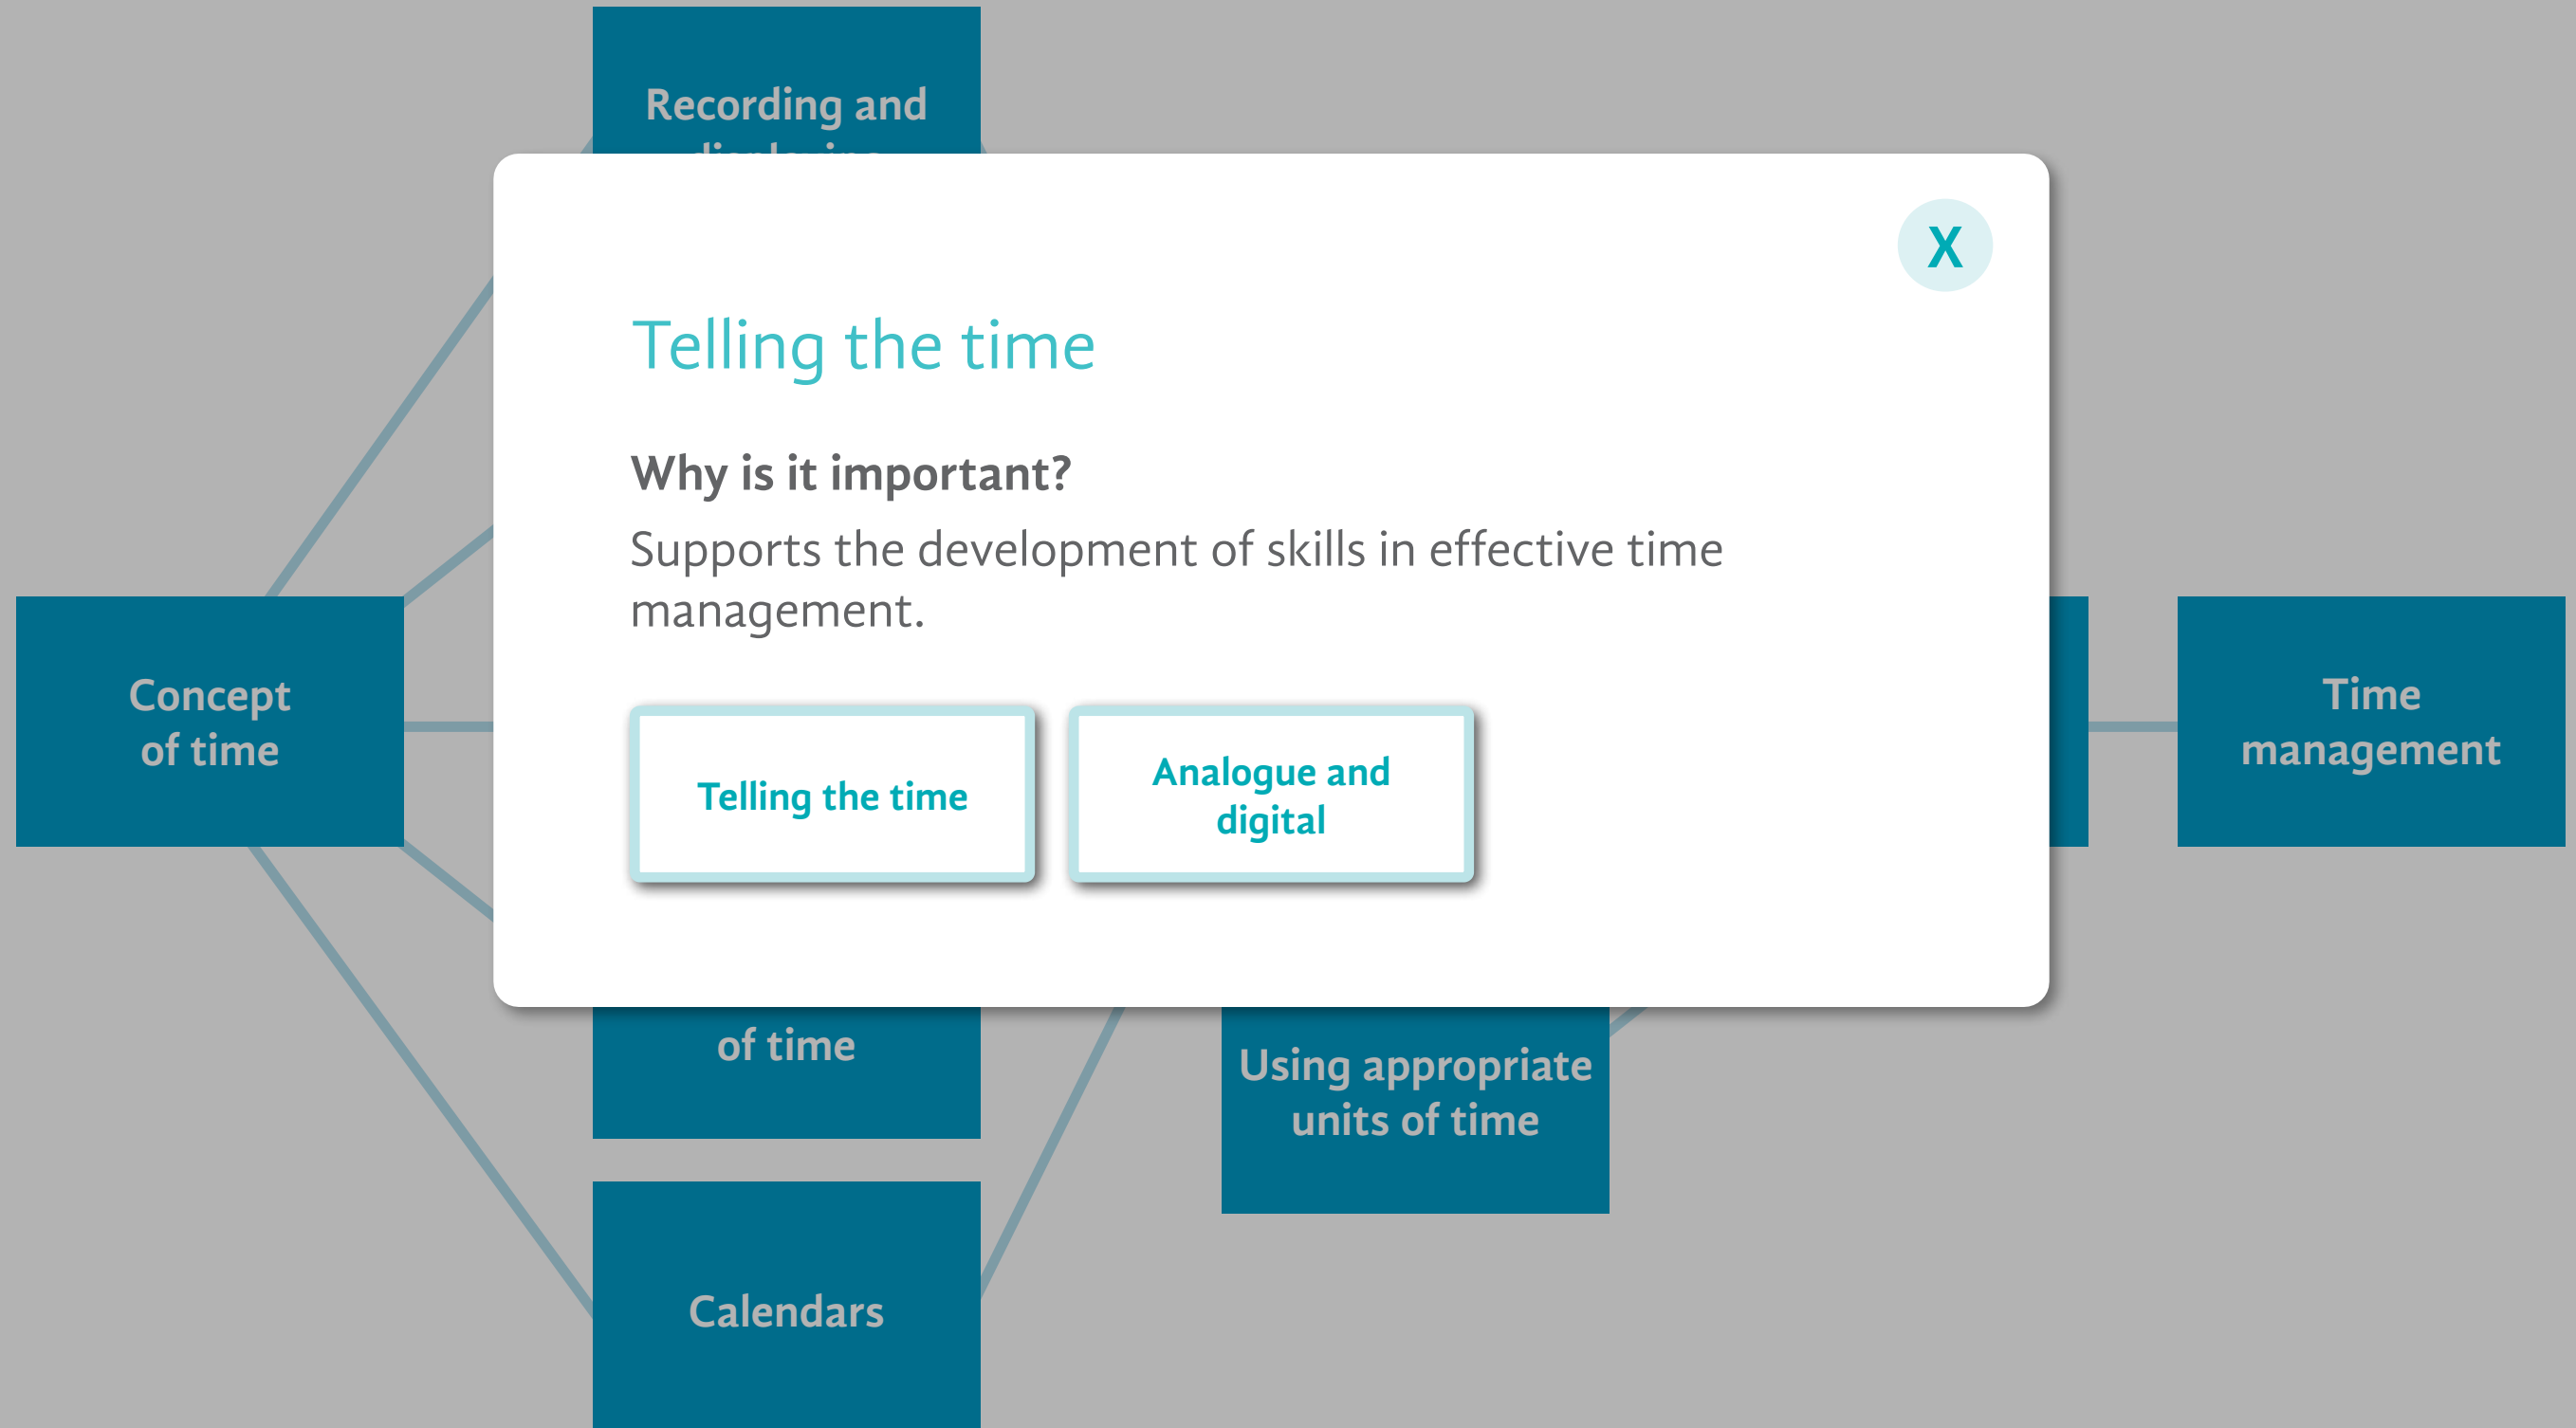 Recording and
X
Telling the time
Why is it important?
Supports the development of skills in effective time
management.
Concept
of time
Time
management
Telling the time
Analogue and
digital
of time
Using appropriate
units of time
Calendars